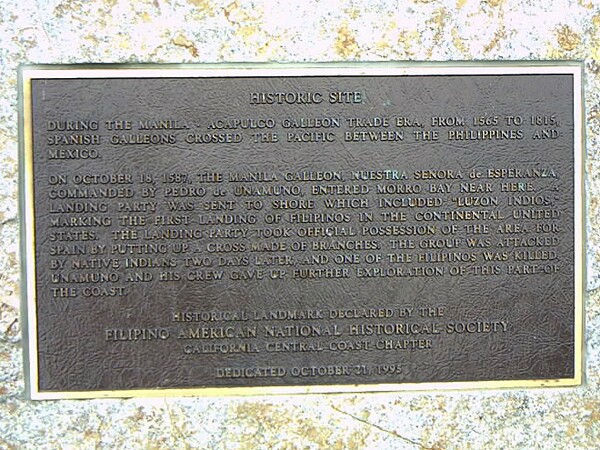 HISTORIC SITE
DURING THE MANILA - ACAPULCO GALLEON TRADE ERA, FROM 1565 TO 1815,
SPANISH GALLEONS CROSSED THE PACIFIC BETWEEN THE PHILIPPINES AND
MEXICO.
ON OCTOBER 18, 1587, THE MANILA GALLEON, NUESTRA SENORA de ESPERANZA,
COMMANDED BY PEDRO de UNAMUNO, ENTERED MORRO BAY NEAR HERE. A
LANDING PARTY WAS SENT TO SHORE WHICH INCLUDED "LUZON INDIOS,"
MARKING THE FIRST LANDING OF FILIPINOS IN THE CONTINENTAL UNITED
STATES. THE LANDING PARTY TOOK OFFICIAL POSSESSION OF THE AREA FOR
SPAIN BY PUTTING UP A CROSS MADE OF BRANCHES. THE GROUP WAS ATTACKED
BY NATIVE INDIANS TWO DAYS LATER, AND ONE OF THE FILIPINOS WAS KILLED.
UNAMUNO AND HIS CREW GAVE UP FURTHER EXPLORATION OF THIS PART OF
THE COAST.
HISTORICAL LANDMARK DECLARED BY THE
FILIPINO AMERICAN NATIONAL HISTORICAL SOCIETY
CALIFORNIA CENTRAL COAST CHAPTER
DEDICATED OCTOBER 21, 1995